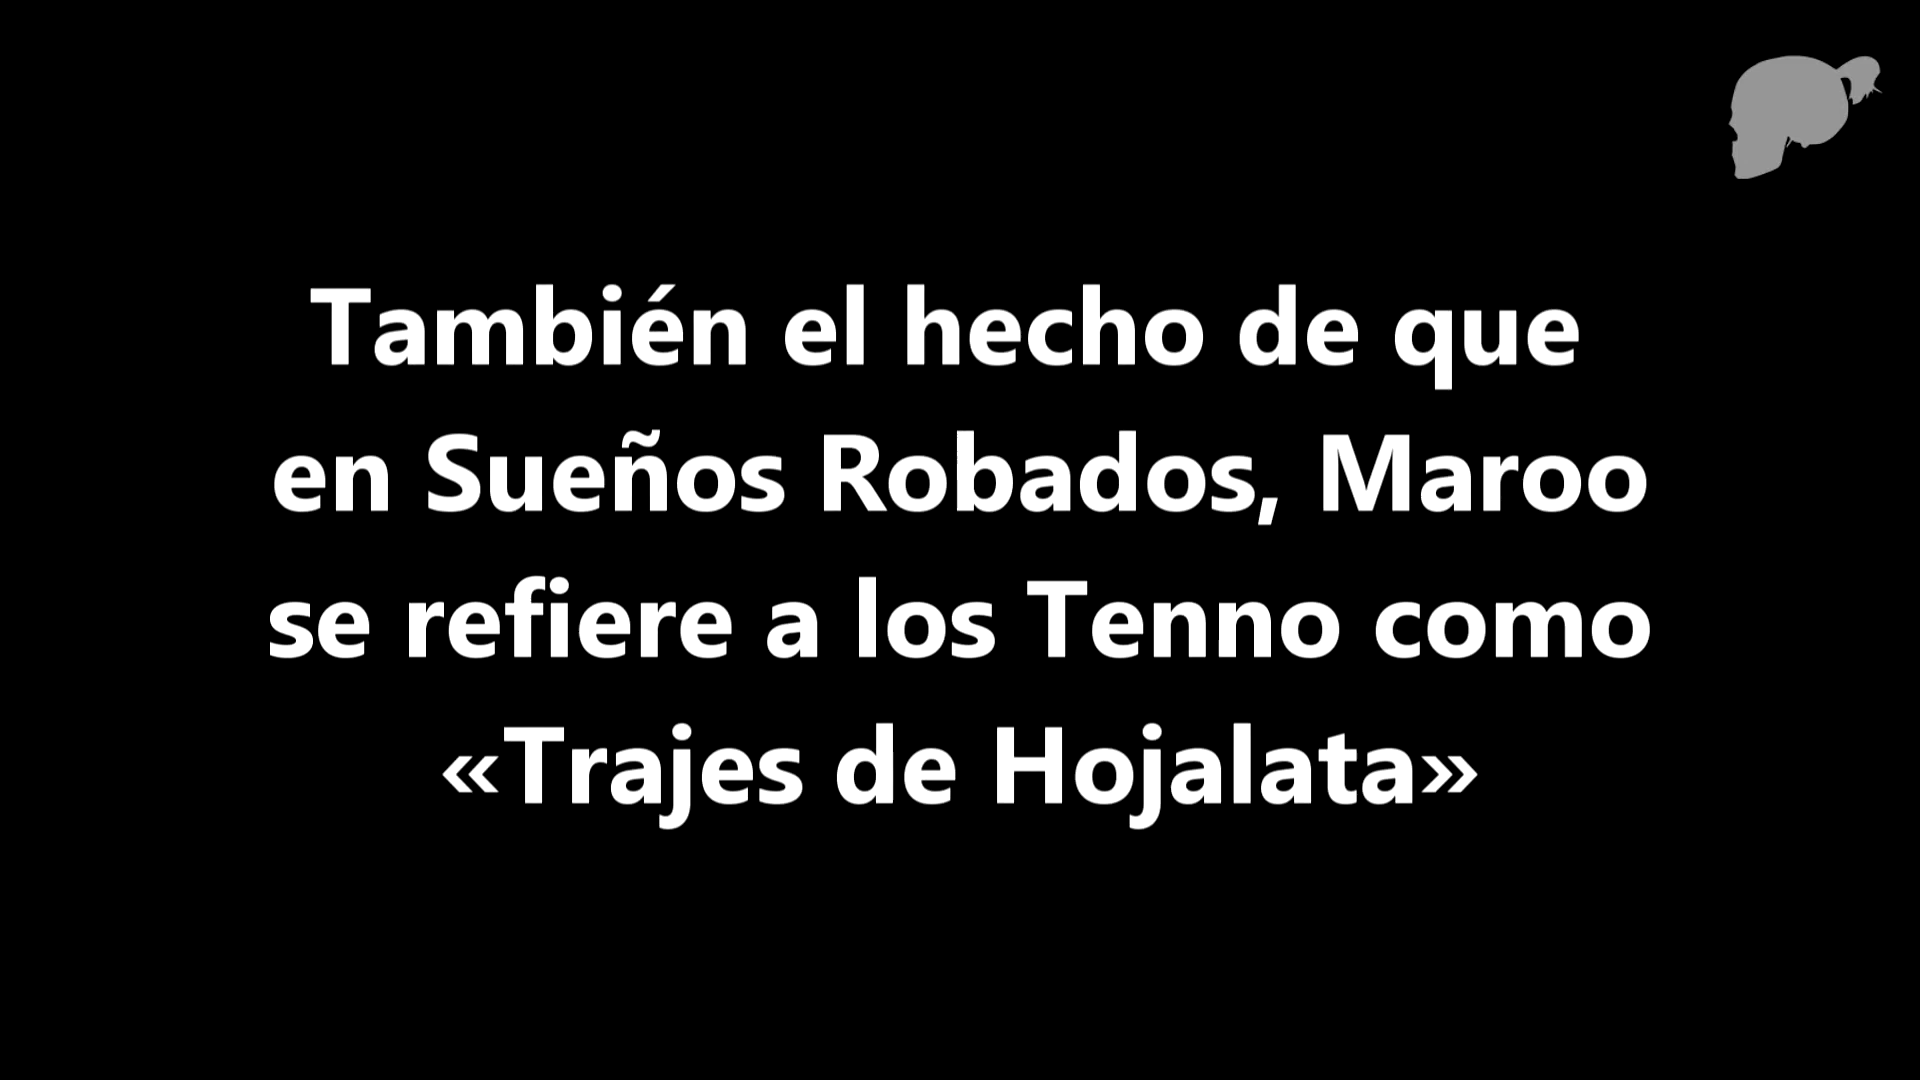 También el hecho de que
en Sueños Robados, Maroo
se refiere a los Tenno como
«Trajes de Hojalata»